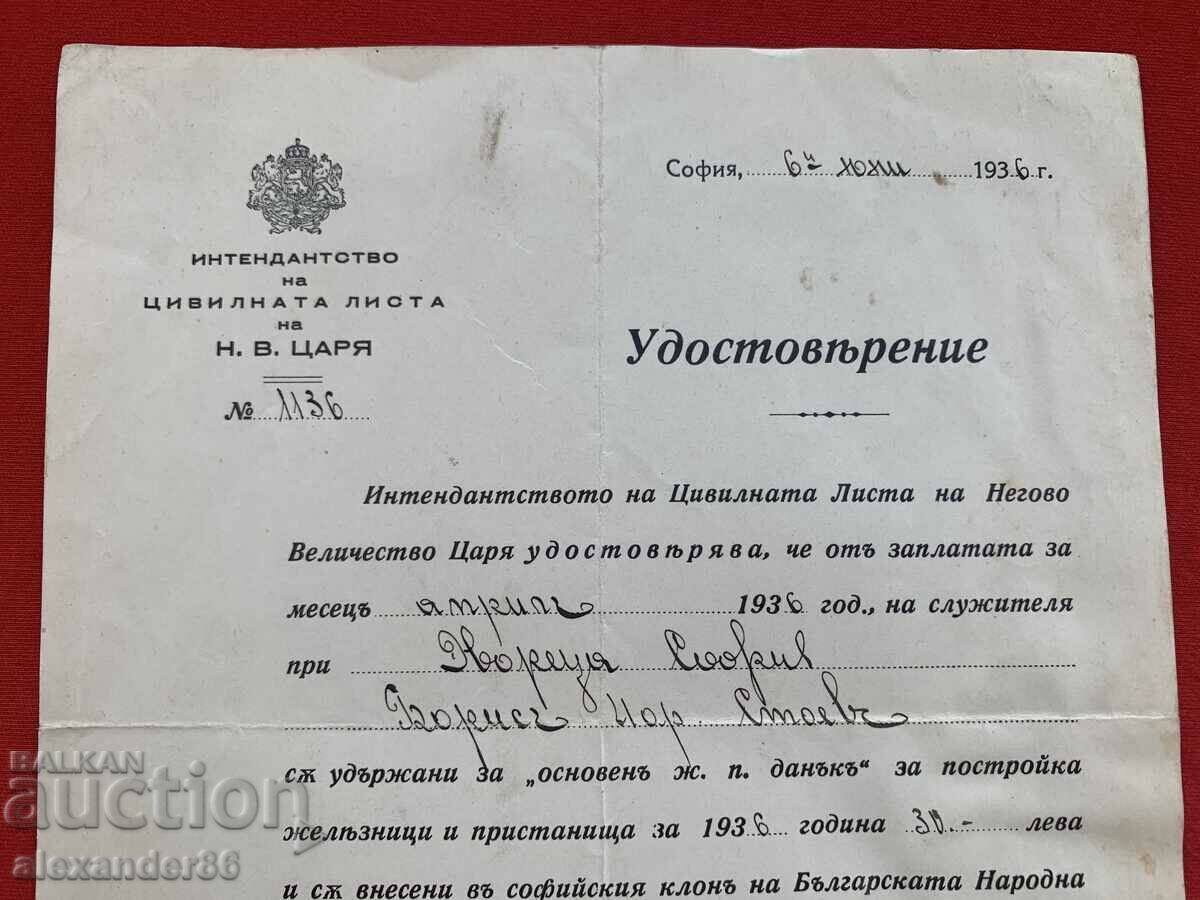 ИНТЕНДАНТСТВО
на
ЦИВИЛНАТА ЛИСТА
на
Н. В. ЦАРЯ
№ 1136
София, 6й юни 1936 г.
Удостовѣрение
Интендантството на Цивилната Листа на Негово
Величество Царя удостовѣрява, че отъ заплатата за
месецъ априлъ 1936 год., на служителя
при Двореца София
Борисъ Стоевъ
сѫ удържани за „основенъ ж. п. данъкъ“ за постройка
желѣзници и пристанища за 1936 година 30.- лева
и сѫ внесени въ софийския клонъ на Българската Народна
BALKAN
auction
alexander86